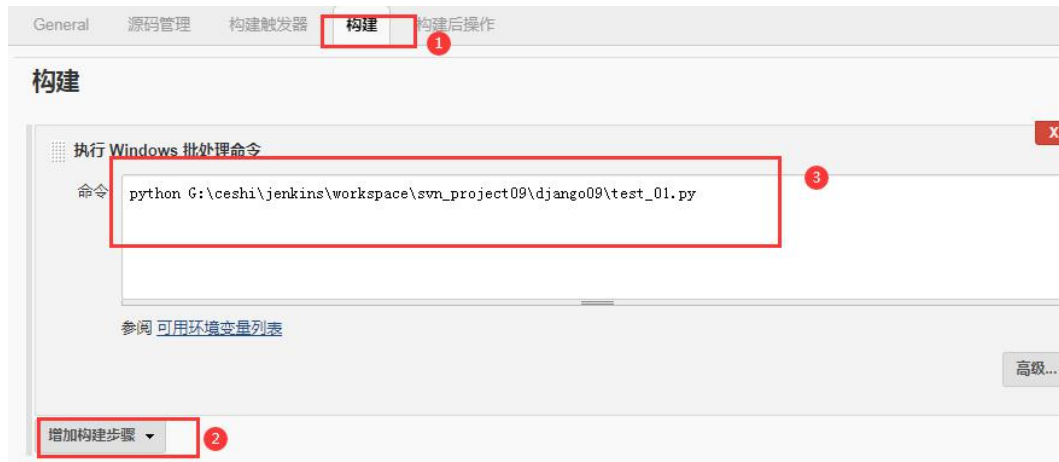 General 源码管理 构建触发器 构建 构建后操作
1
构建
X
执行 Windows 批处理命令
3
命令 python G:\ceshi\jenkins\workspace\svn_project09\django09\test_01.py
参阅 可用环境变量列表
高级...
增加构建步骤
2